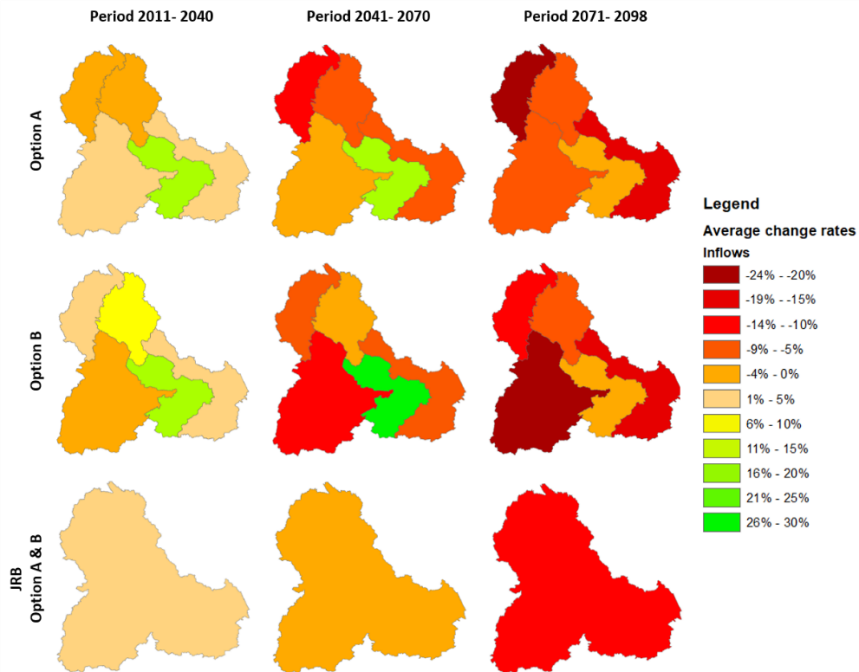 Period 2011- 2040
Period 2041- 2070
Period 2071- 2098
Option A
Option B
JRB
Option A & B
Legend
Average change rates
Inflows
-24% - -20%
-19% - -15%
-14% - -10%
-9% - -5%
-4% - 0%
1% - 5%
6% - 10%
11% - 15%
16% - 20%
21% - 25%
26% - 30%